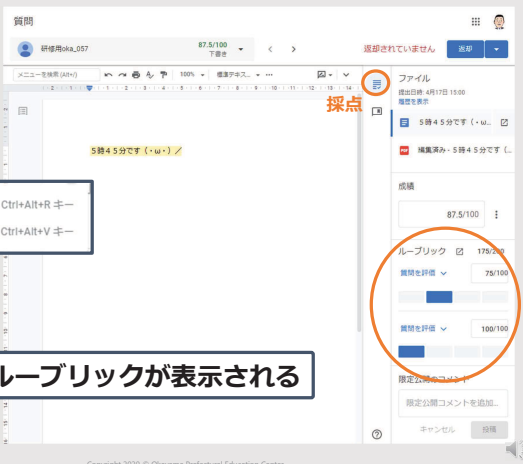 質問
研修用oka_057
87.5/100
下書き
返却されていません
返却
メニューを検索 (Alt+/)
100%
標準テキス...
採点
ファイル
提出日時: 4月17日 15:00
履歴を表示
5時45分です（・ω..
PDF 編集済み - 5時45分です（..
5時45分です（・ω・）／
成績
87.5/100
Ctrl+Alt+R キー
Ctrl+Alt+V キー
ルーブリック 175/200
質問を評価 75/100
質問を評価 100/100
ルーブリックが表示される
限定公開のコメント
限定公開コメントを追加...
キャンセル 投稿
Copyright 2020 © Okayama Prefectural Education Center